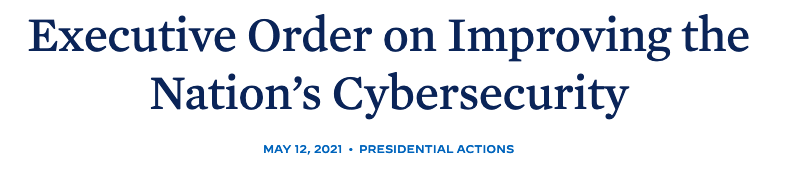 Executive Order on Improving the
Nation’s Cybersecurity
MAY 12, 2021 • PRESIDENTIAL ACTIONS